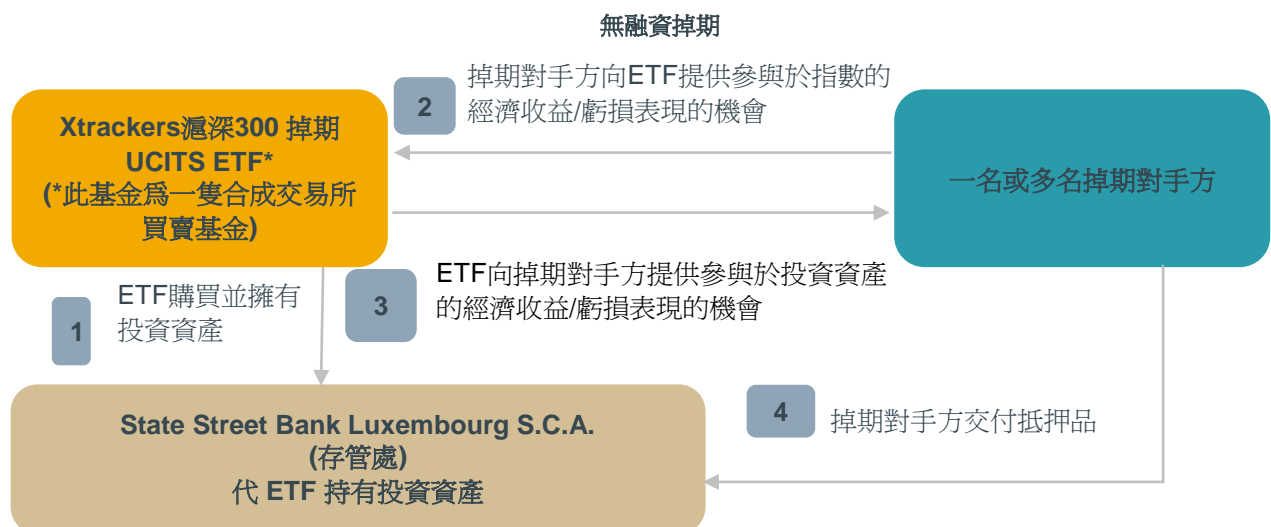 無融資掉期
2
掉期對手方向ETF提供參與於指數的
經濟收益/虧損表現的機會
Xtrackers滬深300 掉期
UCITS ETF*
(*此基金爲一隻合成交易所
買賣基金)
一名或多名掉期對手方
1
ETF購買並擁有
投資資產
3
ETF向掉期對手方提供參與於投資資產
的經濟收益/虧損表現的機會
State Street Bank Luxembourg S.C.A.
(存管處)
代 ETF 持有投資資產
4
掉期對手方交付抵押品